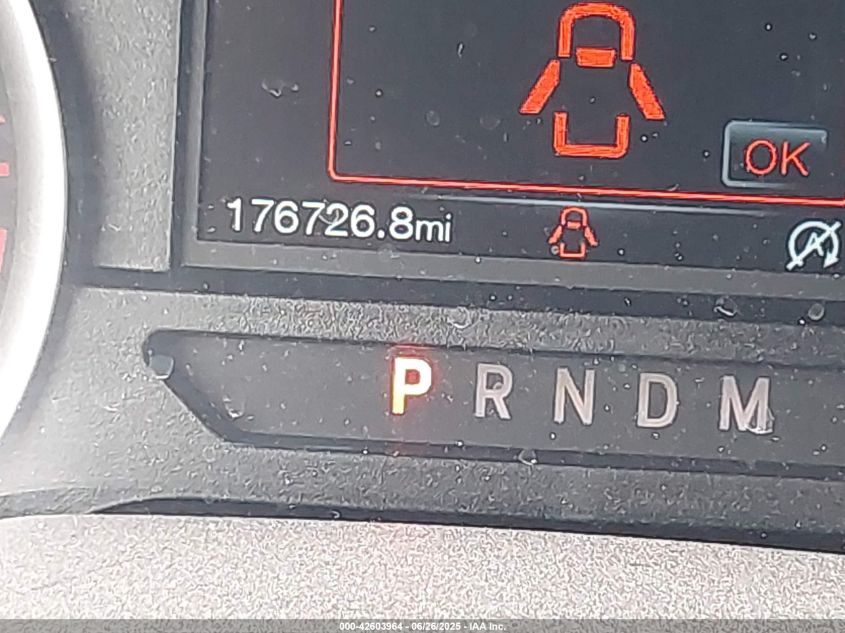 OK
176726.8mi
A
P R N D M
000-42603964 - 06/26/2025 - IAA Inc.